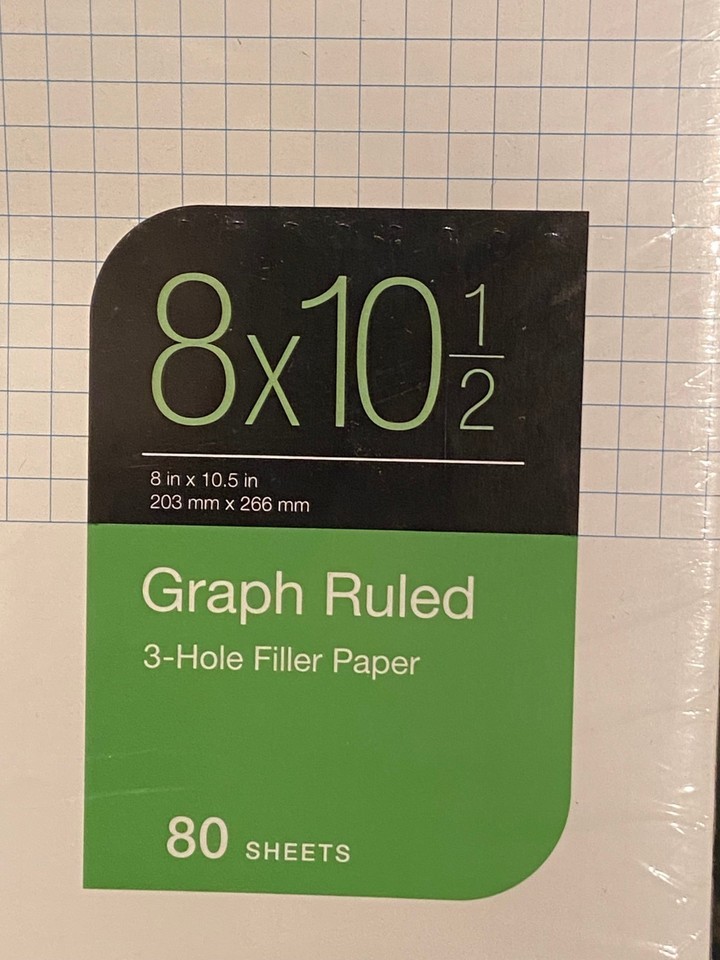 8x10 1/2
8 in x 10.5 in
203 mm x 266 mm
Graph Ruled
3-Hole Filler Paper
80 SHEETS